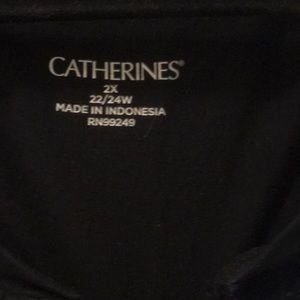 CATHERINES®
2X
22/24W
MADE IN INDONESIA
RN99249